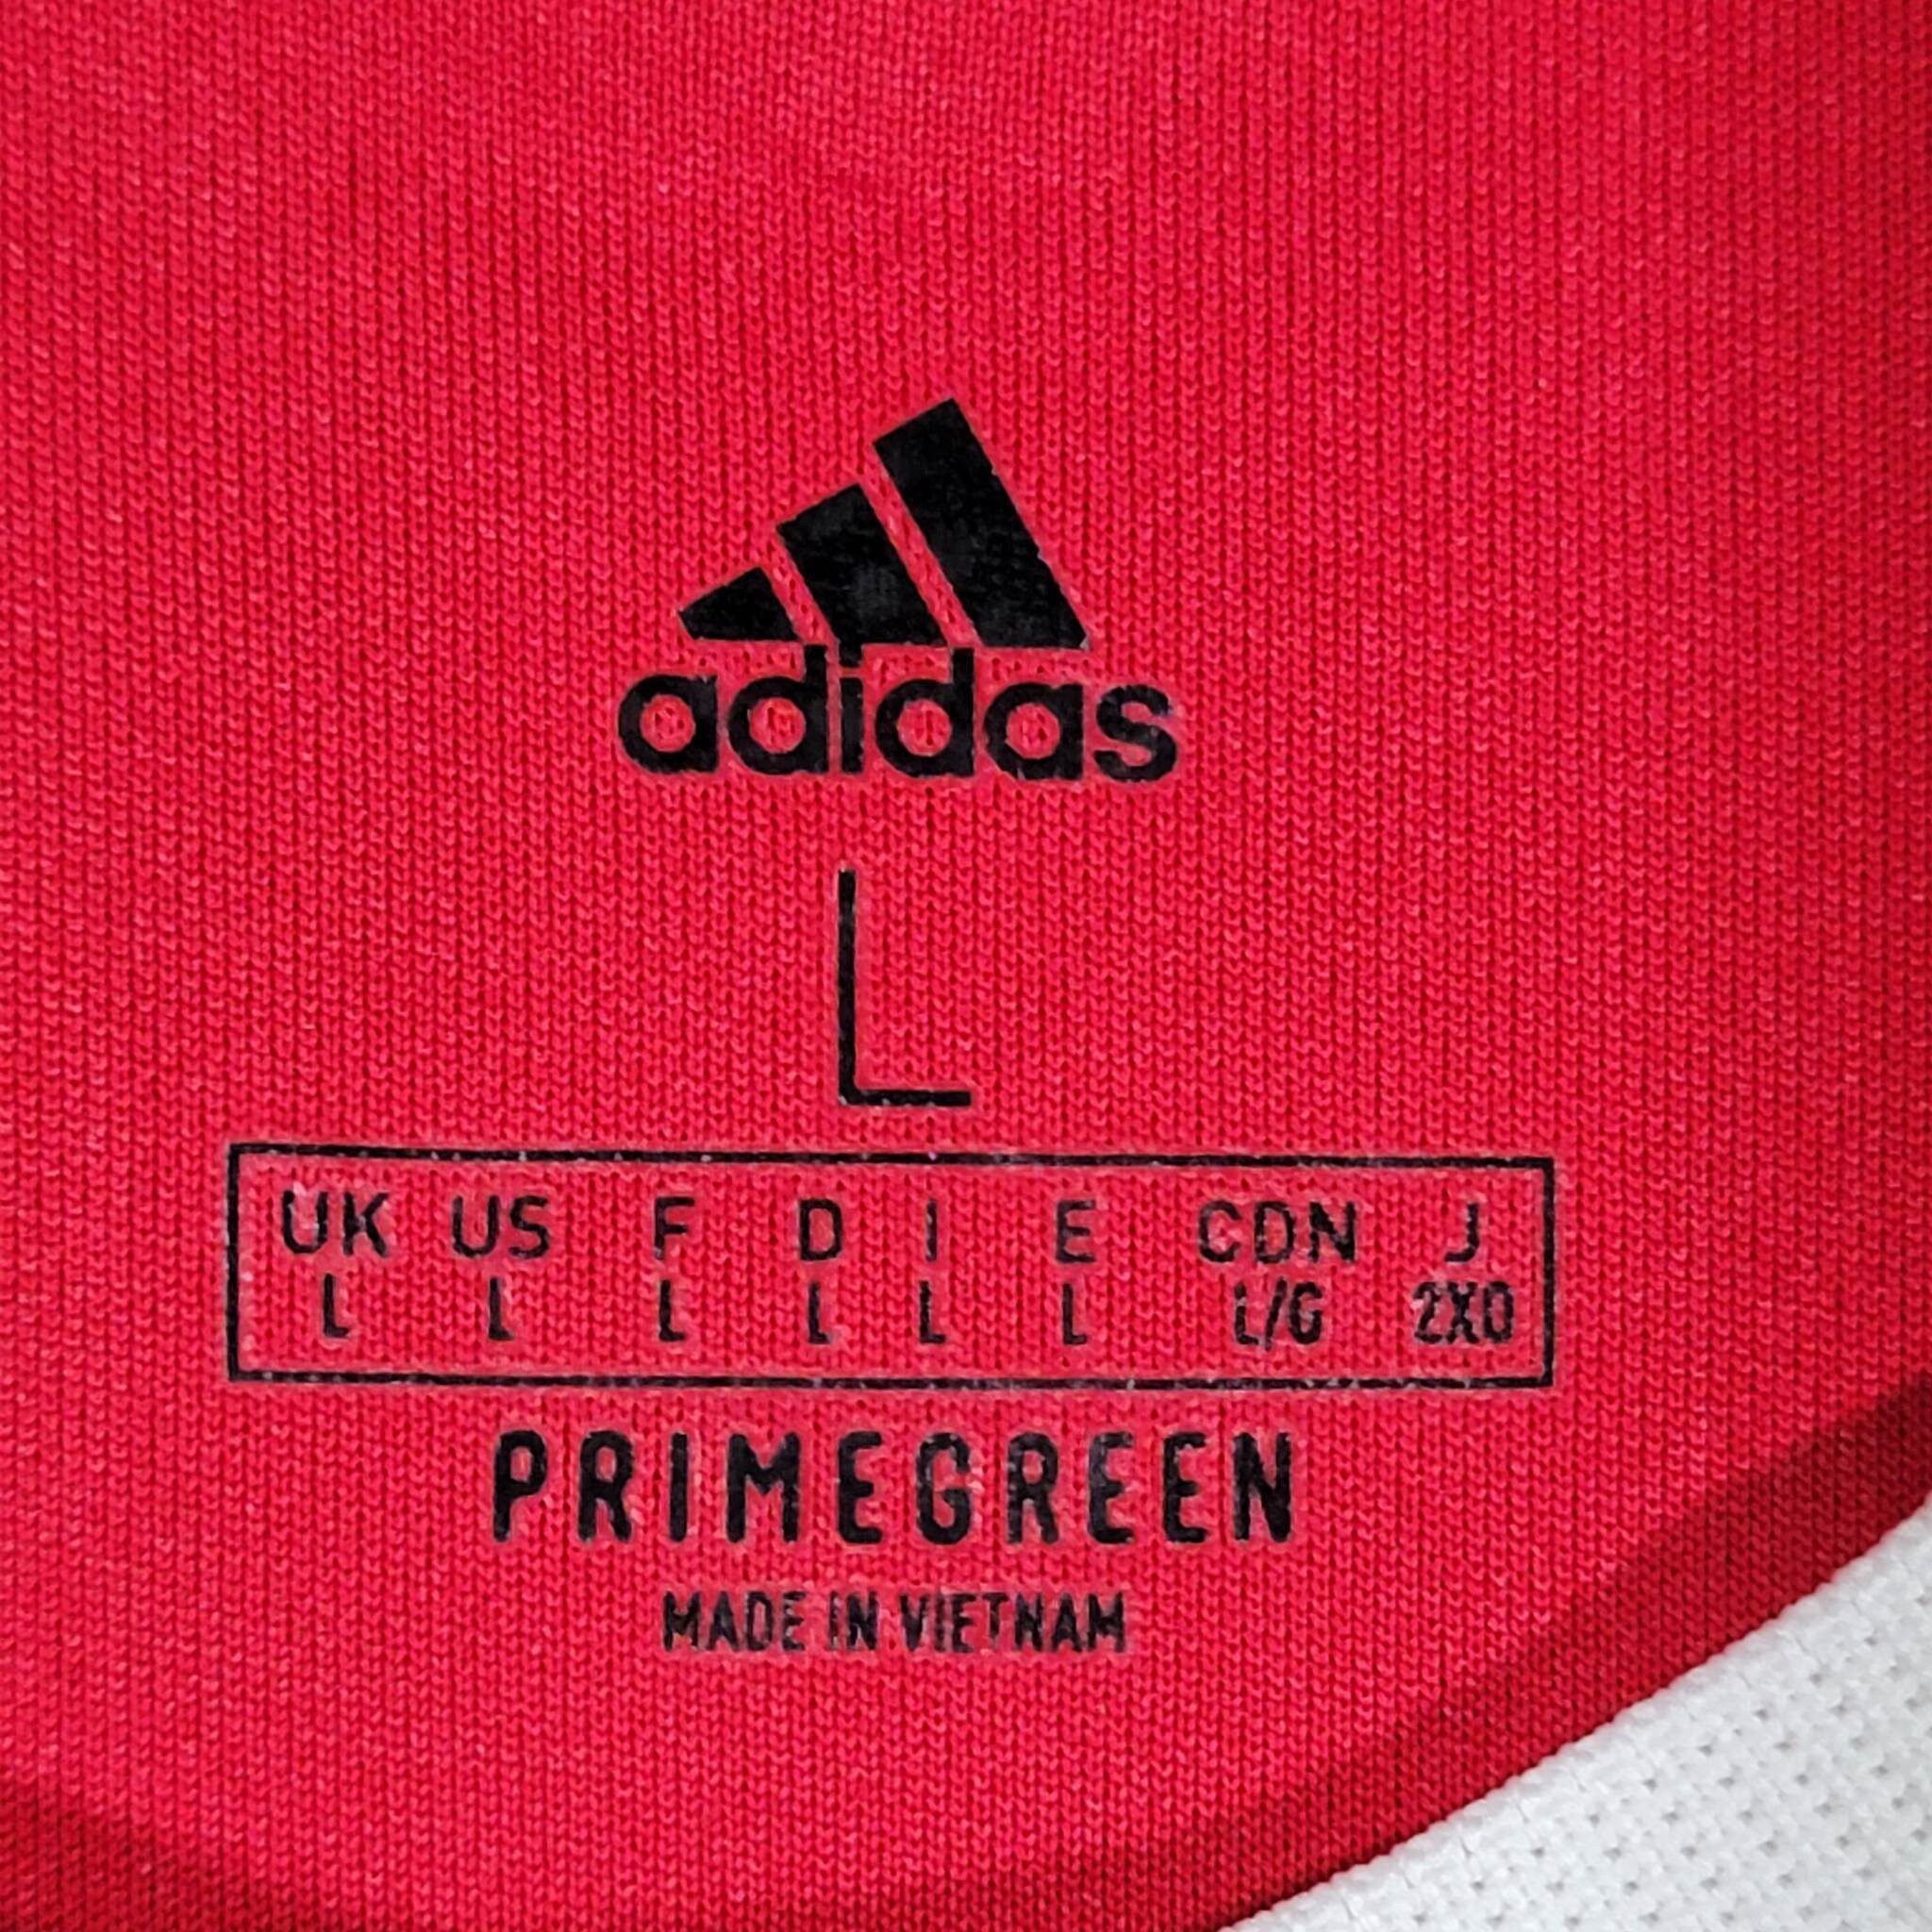 adidas
L
UK US F D I E CDN J
L L L L L L L/G 2XO
PRIMEGREEN
MADE IN VIETNAM